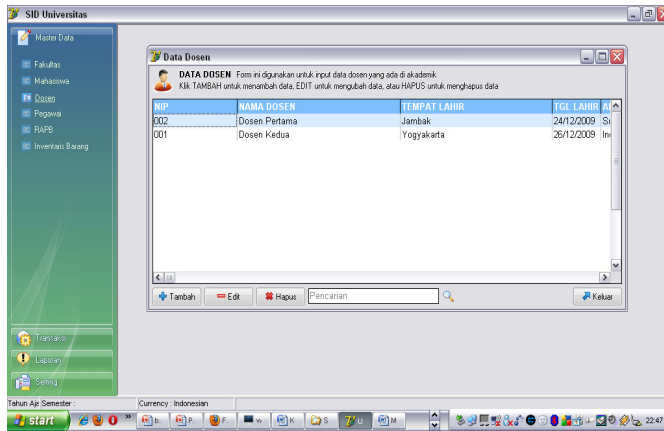 SID Universitas
Master Data
Fakultas
Mahasiswa
Dosen
Pegawai
RAPB
Inventaris Barang
Transaksi
Laporan
Setting
Data Dosen
DATA DOSEN Form ini digunakan untuk input data dosen yang ada di akademik
Klik TAMBAH untuk menambah data, EDIT untuk mengubah data, atau HAPUS untuk menghapus data
NIP NAMA DOSEN TEMPAT LAHIR TGL LAHIR
002 Dosen Pertama Jambak 24/12/2009
001 Dosen Kedua Yogyakarta 26/12/2009
Tambah Edit Hapus Pencarian Keluar
Tahun Aja Semester : Currency : Indonesian
start b. P. F. w K S U M 22:47